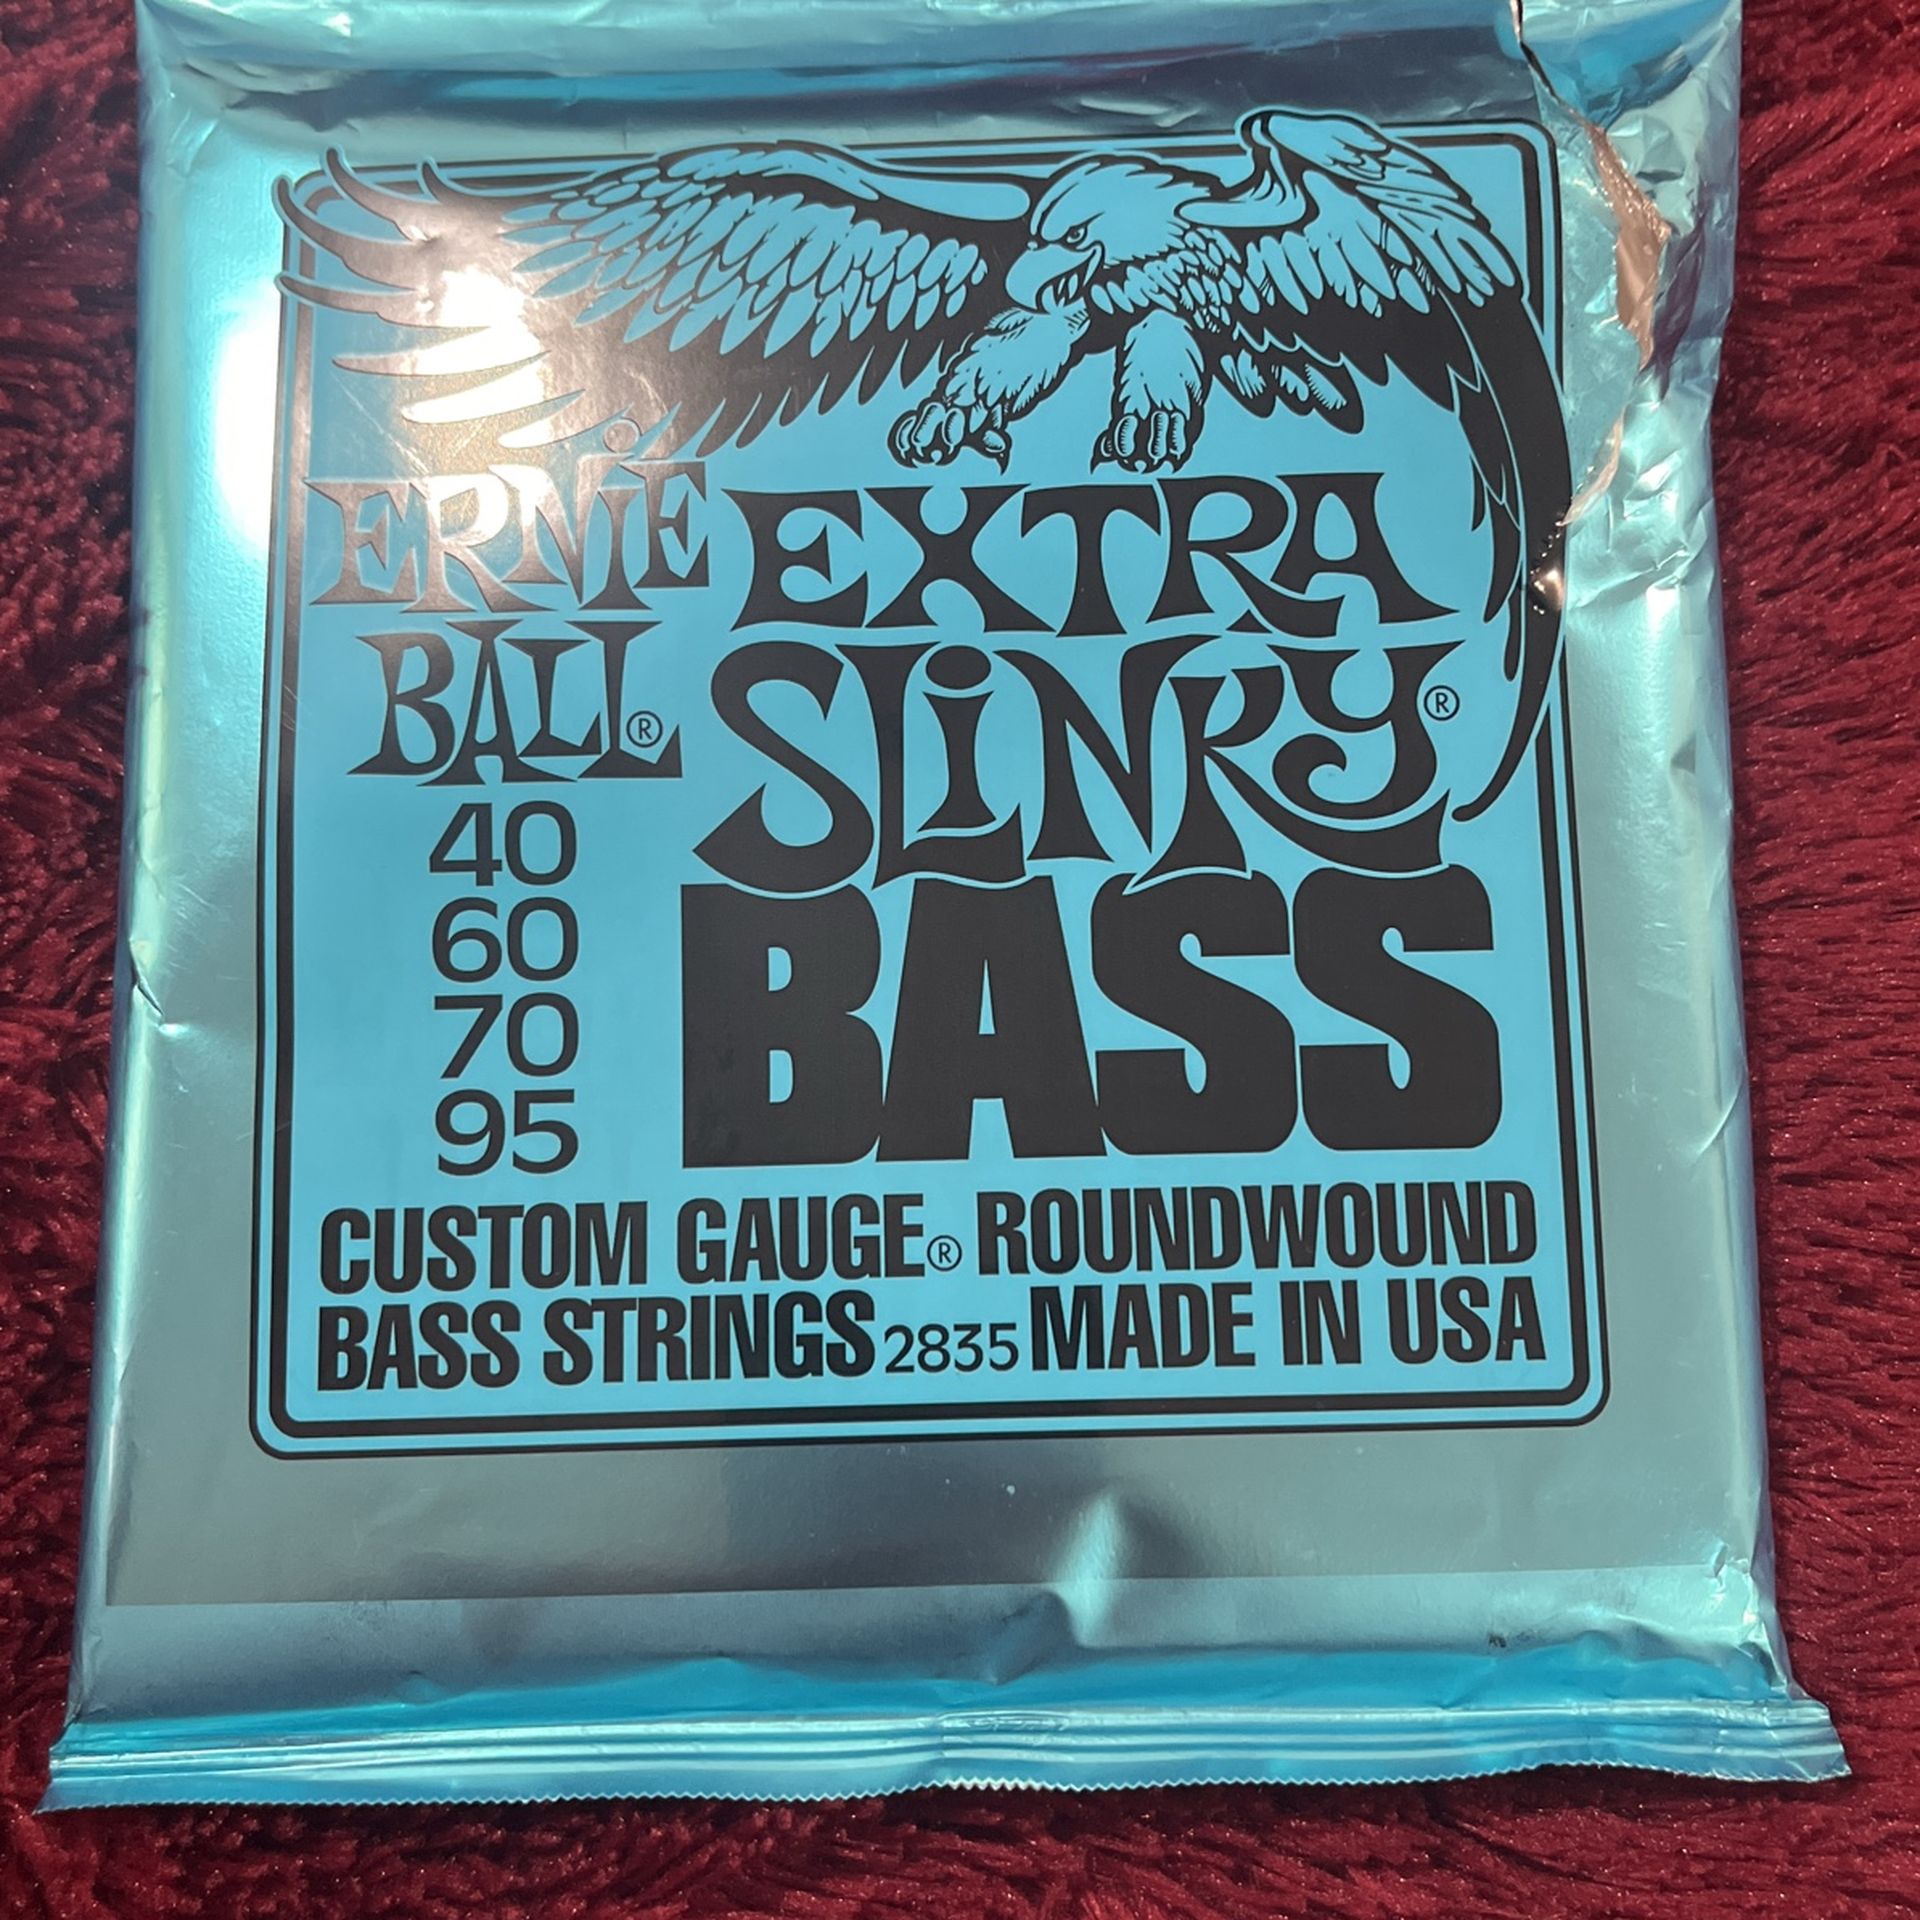 ERNiE
BALL®
EXTRA
SLiNKY®
BASS
40
60
70
95
CUSTOM GAUGE® ROUNDWOUND
BASS STRINGS 2835 MADE IN USA